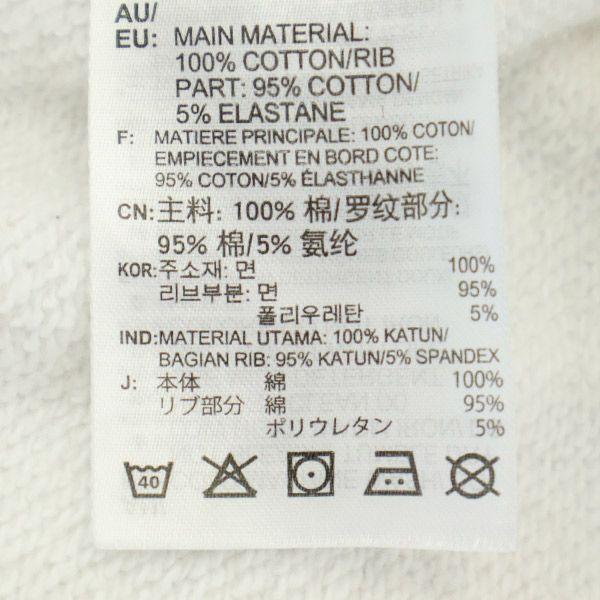 AU/
EU: MAIN MATERIAL:
100% COTTON/RIB
PART: 95% COTTON/
5% ELASTANE
F: MATIERE PRINCIPALE: 100% COTON/
EMPIECEMENT EN BORD COTE:
95% COTON/5% ÉLASTHANNE
CN: 主料: 100% 棉/罗纹部分:
95% 棉/5% 氨纶
KOR: 주소재: 면 100%
리브부분: 면 95%
폴리우레탄 5%
IND: MATERIAL UTAMA: 100% KATUN/
BAGIAN RIB: 95% KATUN/5% SPANDEX
J: 本体 綿 100%
リブ部分 綿 95%
ポリウレタン 5%
40